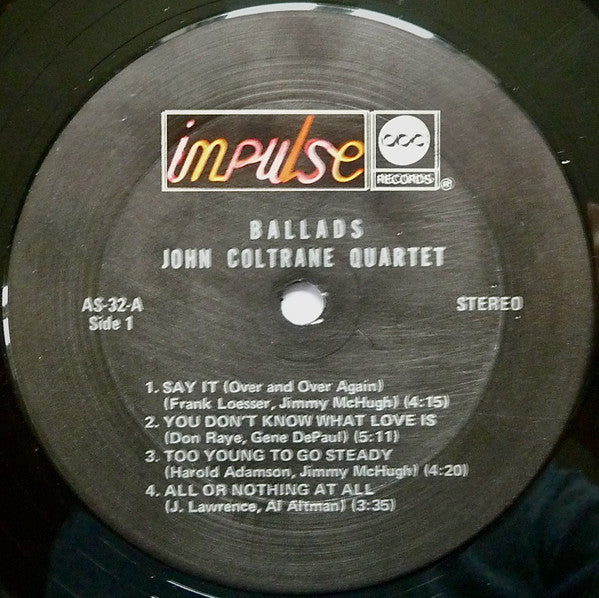 impulse
abc
RECORDS ®
BALLADS
JOHN COLTRANE QUARTET
AS-32-A
Side 1
STEREO
1. SAY IT (Over and Over Again)
(Frank Loesser, Jimmy McHugh) (4:15)
2. YOU DON'T KNOW WHAT LOVE IS
(Don Raye, Gene DePaul) (5:11)
3. TOO YOUNG TO GO STEADY
(Harold Adamson, Jimmy McHugh) (4:20)
4. ALL OR NOTHING AT ALL
(J. Lawrence, Al Altman) (3:35)